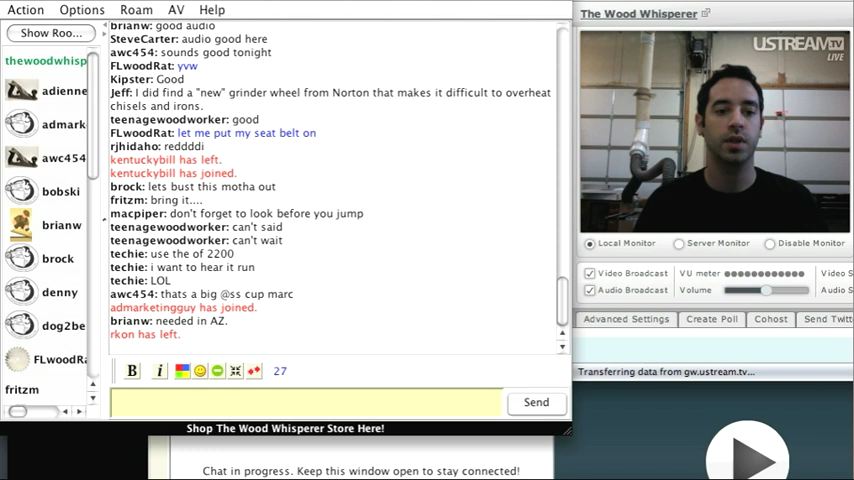 Action Options Roam AV Help
Show Roo...
thewoodwhisp
adienne
admark
awc454
bobski
brianw
brock
denny
dog2be
FLwoodRa
fritzm
brianw: good audio
SteveCarter: audio good here
awc454: sounds good tonight
FLwoodRat: yvw
Kipster: Good
Jeff: I did find a "new" grinder wheel from Norton that makes it difficult to overheat
chisels and irons.
teenagewoodworker: good
FLwoodRat: let me put my seat belt on
rjhidaho: reddddi
kentuckybill has left.
kentuckybill has joined.
brock: lets bust this motha out
fritzm: bring it....
macpiper: don't forget to look before you jump
teenagewoodworker: can't said
teenagewoodworker: can't wait
techie: use the of 2200
techie: i want to hear it run
techie: LOL
awc454: thats a big @ss cup marc
admarketingguy has joined.
brianw: needed in AZ.
rkon has left.
B i 27
Send
Shop The Wood Whisperer Store Here!
Chat in progress. Keep this window open to stay connected!
The Wood Whisperer
USTREAM.TV
LIVE
Local Monitor Server Monitor Disable Monitor
Video Broadcast VU meter Video S
Audio Broadcast Volume Audio S
Advanced Settings Create Poll Cohost Send Twitt
Transferring data from gw.ustream.tv...